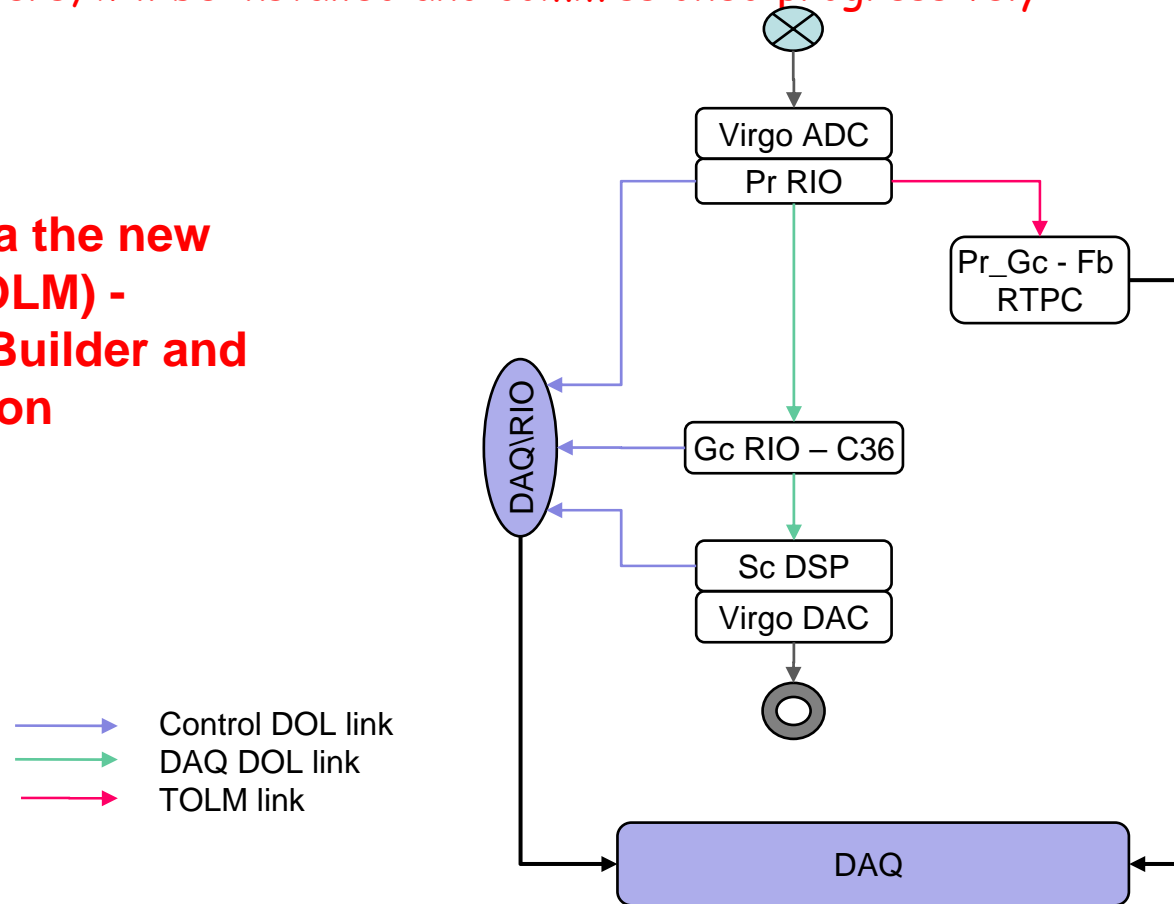 progressively
Virgo ADC
Pr RIO
a the new
OLM) -
Builder and
on
Pr_Gc - Fb
RTPC
DAQ\RIO
Gc RIO – C36
Sc DSP
Virgo DAC
Control DOL link
DAQ DOL link
TOLM link
DAQ